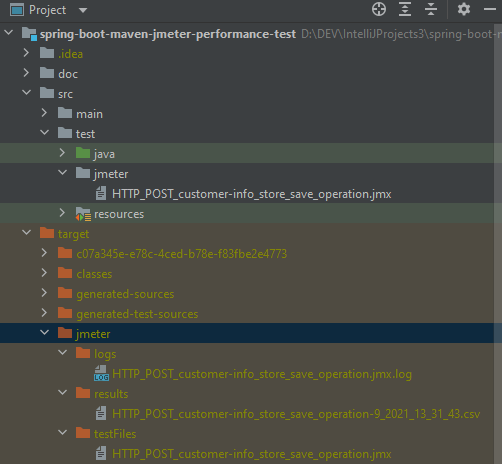 Project
spring-boot-maven-jmeter-performance-test D:\DEV\IntelliJProjects3\spring-boot-m
.idea
doc
src
main
test
java
jmeter
HTTP_POST_customer-info_store_save_operation.jmx
resources
target
c07a345e-e78c-4ced-b78e-f83fbe2e4773
classes
generated-sources
generated-test-sources
jmeter
logs
LOG HTTP_POST_customer-info_store_save_operation.jmx.log
results
HTTP_POST_customer-info_store_save_operation-9_2021_13_31_43.csv
testFiles
HTTP_POST_customer-info_store_save_operation.jmx